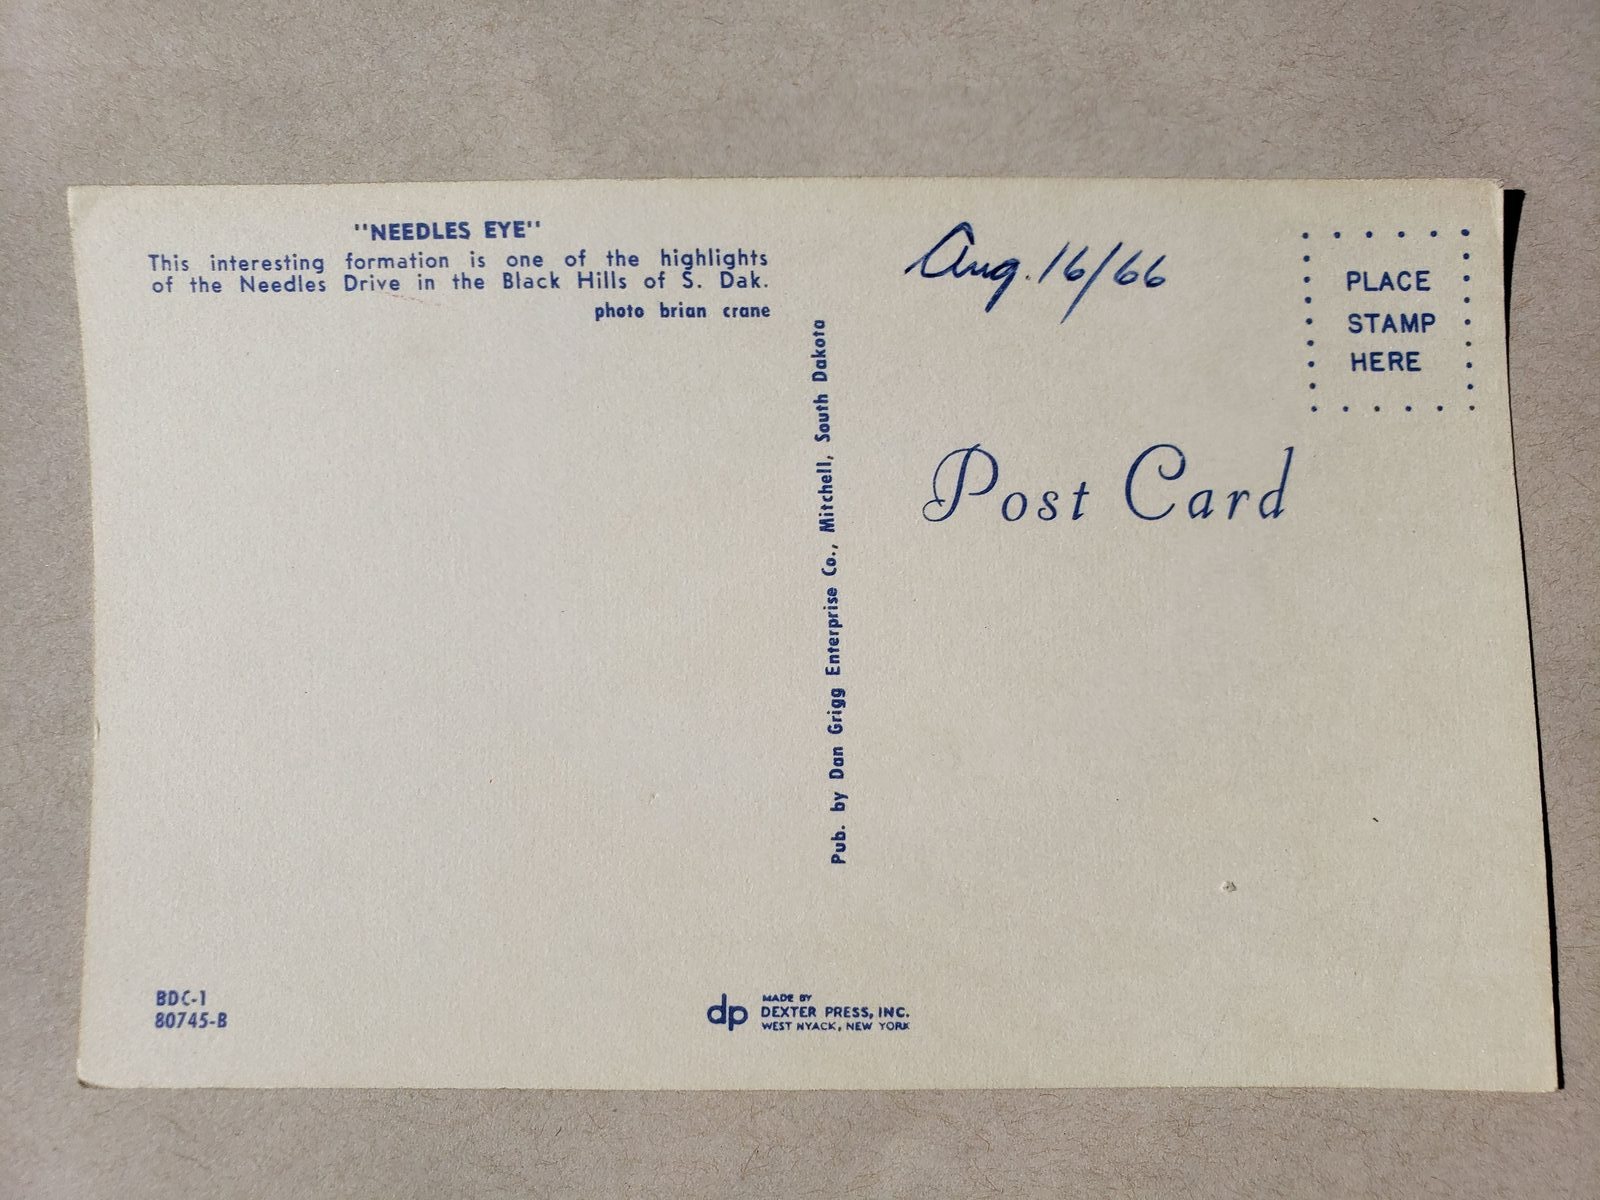 "NEEDLES EYE"
This interesting formation is one of the highlights
of the Needles Drive in the Black Hills of S. Dak.
photo brian crane
Pub. by Dan Grigg Enterprise Co., Mitchell, South Dakota
Aug. 16/66
PLACE
STAMP
HERE
Post Card
BDC-1
80745-B
dp
MADE BY
DEXTER PRESS, INC.
WEST NYACK, NEW YORK